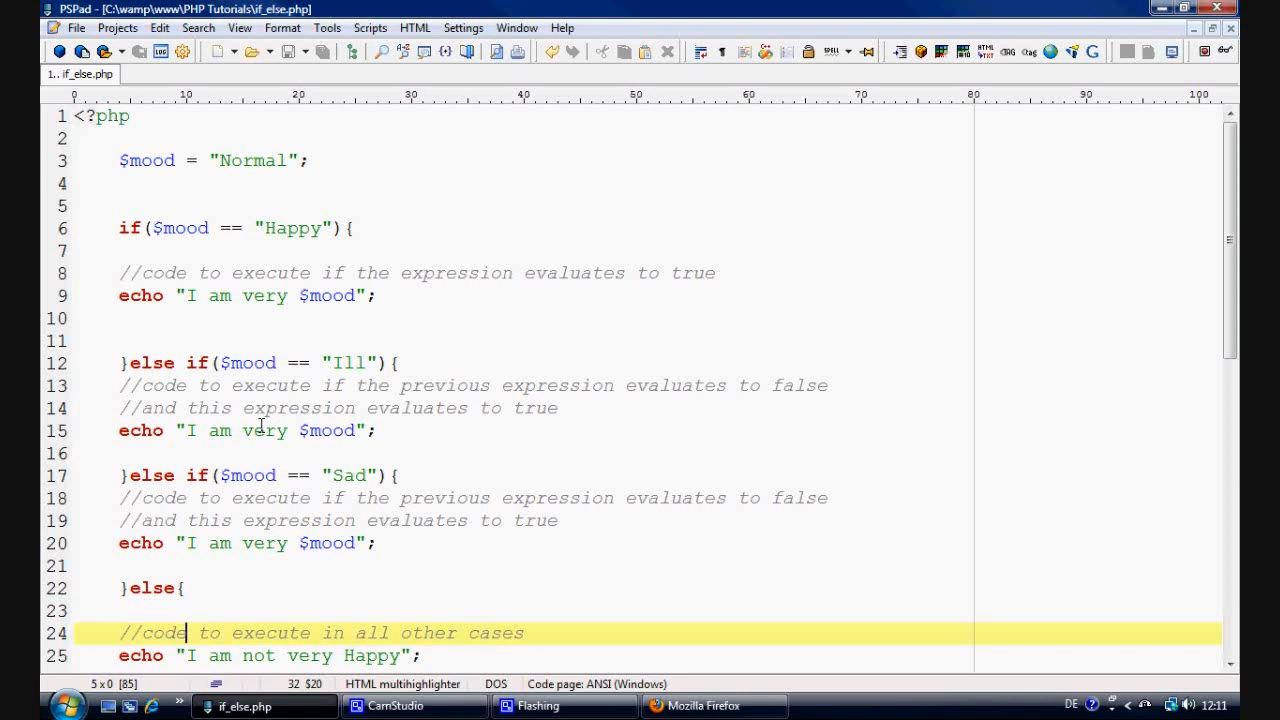 PSPad - [C:\wamp\www\PHP Tutorials\if_else.php]
File Projects Edit Search View Format Tools Scripts HTML Settings Window Help
1.. if_else.php
0 10 20 30 40 50 60 70 80 90 100
1 <?php
2
3 $mood = "Normal";
4
5
6 if($mood == "Happy"){
7
8 //code to execute if the expression evaluates to true
9 echo "I am very $mood";
10
11
12 }else if($mood == "Ill"){
13 //code to execute if the previous expression evaluates to false
14 //and this expression evaluates to true
15 echo "I am very $mood";
16
17 }else if($mood == "Sad"){
18 //code to execute if the previous expression evaluates to false
19 //and this expression evaluates to true
20 echo "I am very $mood";
21
22 }else{
23
24 //code to execute in all other cases
25 echo "I am not very Happy";
5 x 0 [85] 32 $20 HTML multihighlighter DOS Code page: ANSI (Windows)
if_else.php CamStudio Flashing Mozilla Firefox DE 12:11